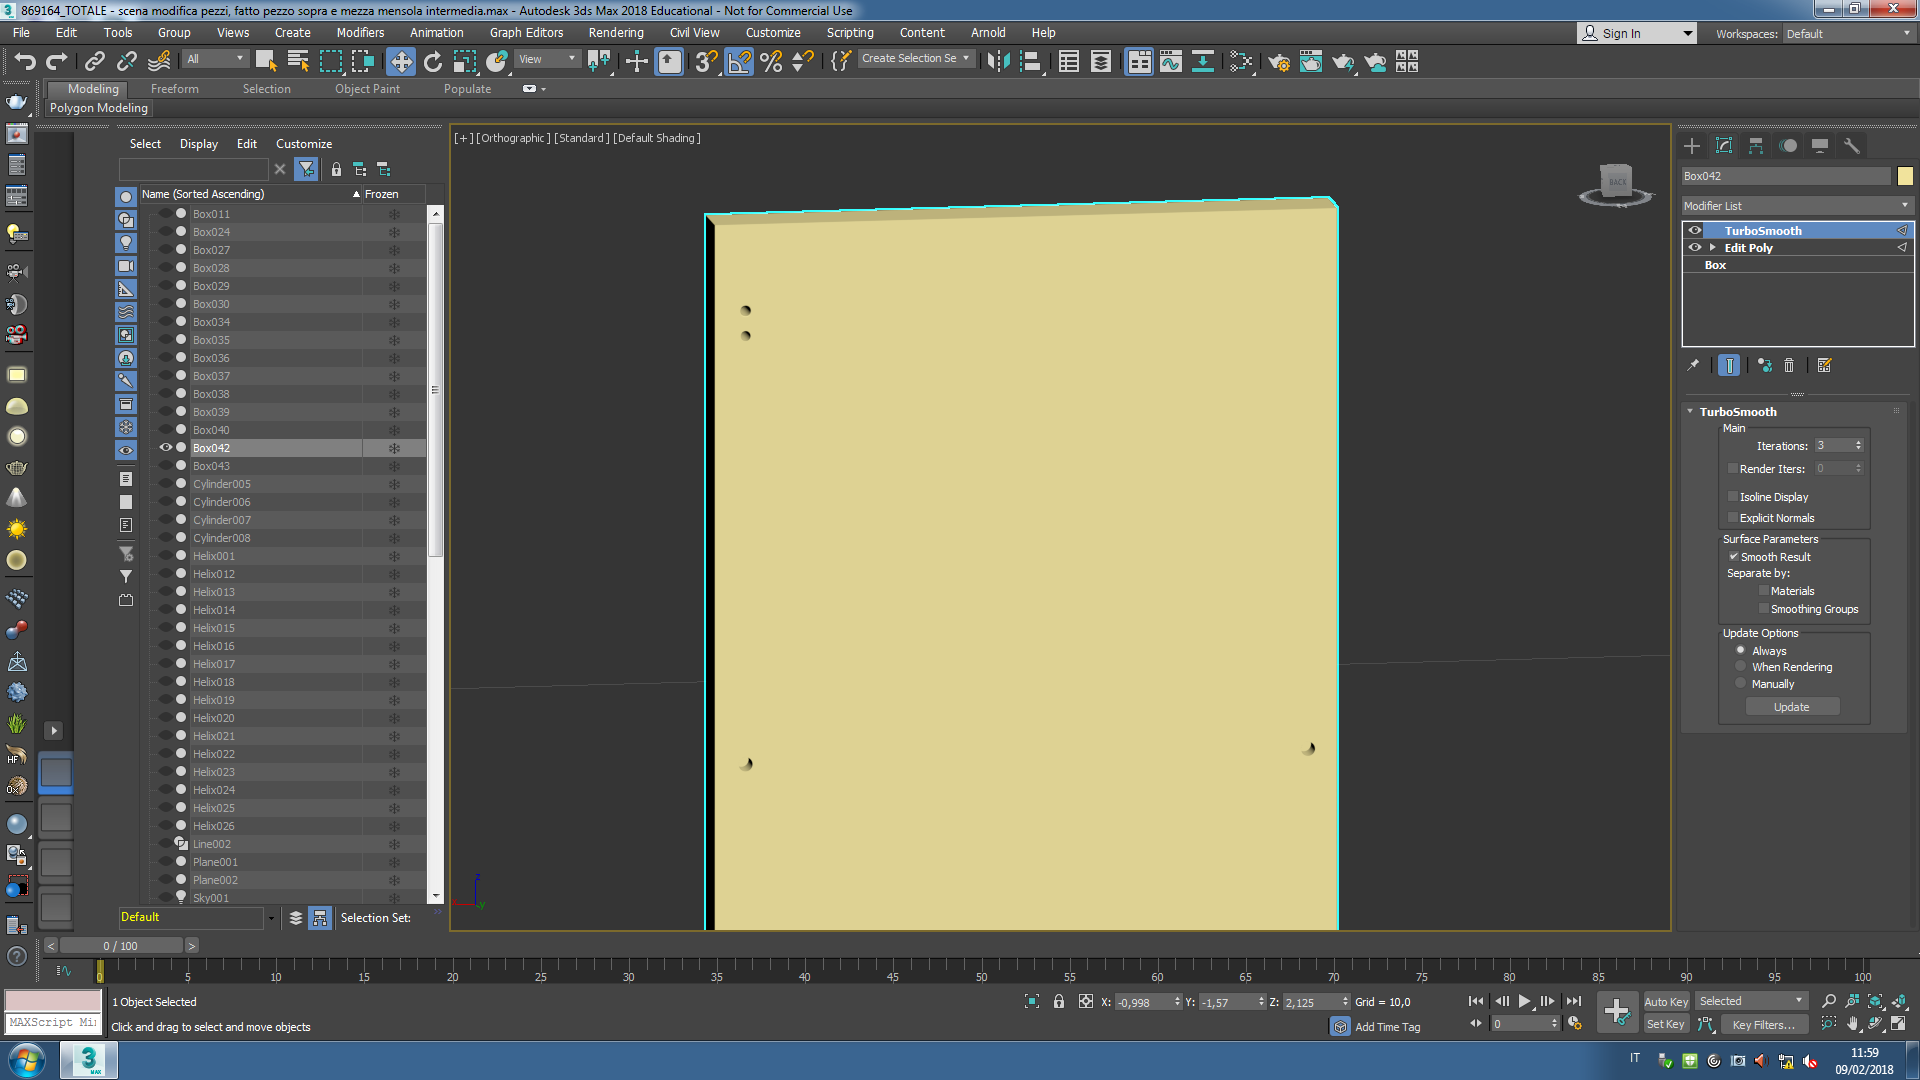 869164_TOTALE - scena modifica pezzi, fatto pezzo sopra e mezza mensola intermedia.max - Autodesk 3ds Max 2018 Educational - Not for Commercial Use
File Edit Tools Group Views Create Modifiers Animation Graph Editors Rendering Civil View Customize Scripting Content Arnold Help
Sign In Workspaces: Default
All View Create Selection Se
Modeling Freeform Selection Object Paint Populate
Polygon Modeling
Select Display Edit Customize
[+] [Orthographic] [Standard] [Default Shading]
BACK
Name (Sorted Ascending) Frozen
Box011
Box024
Box027
Box028
Box029
Box030
Box034
Box035
Box036
Box037
Box038
Box039
Box040
Box042
Box043
Cylinder005
Cylinder006
Cylinder007
Cylinder008
Helix001
Helix012
Helix013
Helix014
Helix015
Helix016
Helix017
Helix018
Helix019
Helix020
Helix021
Helix022
Helix023
Helix024
Helix025
Helix026
Line002
Plane001
Plane002
Sky001
Default Selection Set:
z
y
Box042
Modifier List
TurboSmooth
Edit Poly
Box
TurboSmooth
Main
Iterations: 3
Render Iters: 0
Isoline Display
Explicit Normals
Surface Parameters
Smooth Result
Separate by:
Materials
Smoothing Groups
Update Options
Always
When Rendering
Manually
Update
< 0 / 100 >
0 5 10 15 20 25 30 35 40 45 50 55 60 65 70 75 80 85 90 95 100
1 Object Selected
X: -0,998 Y: -1,57 Z: 2,125 Grid = 10,0
Auto Key Selected
MAXScript Mi
Click and drag to select and move objects
Add Time Tag
0
Set Key Key Filters...
3 MAX
IT
11:59
09/02/2018